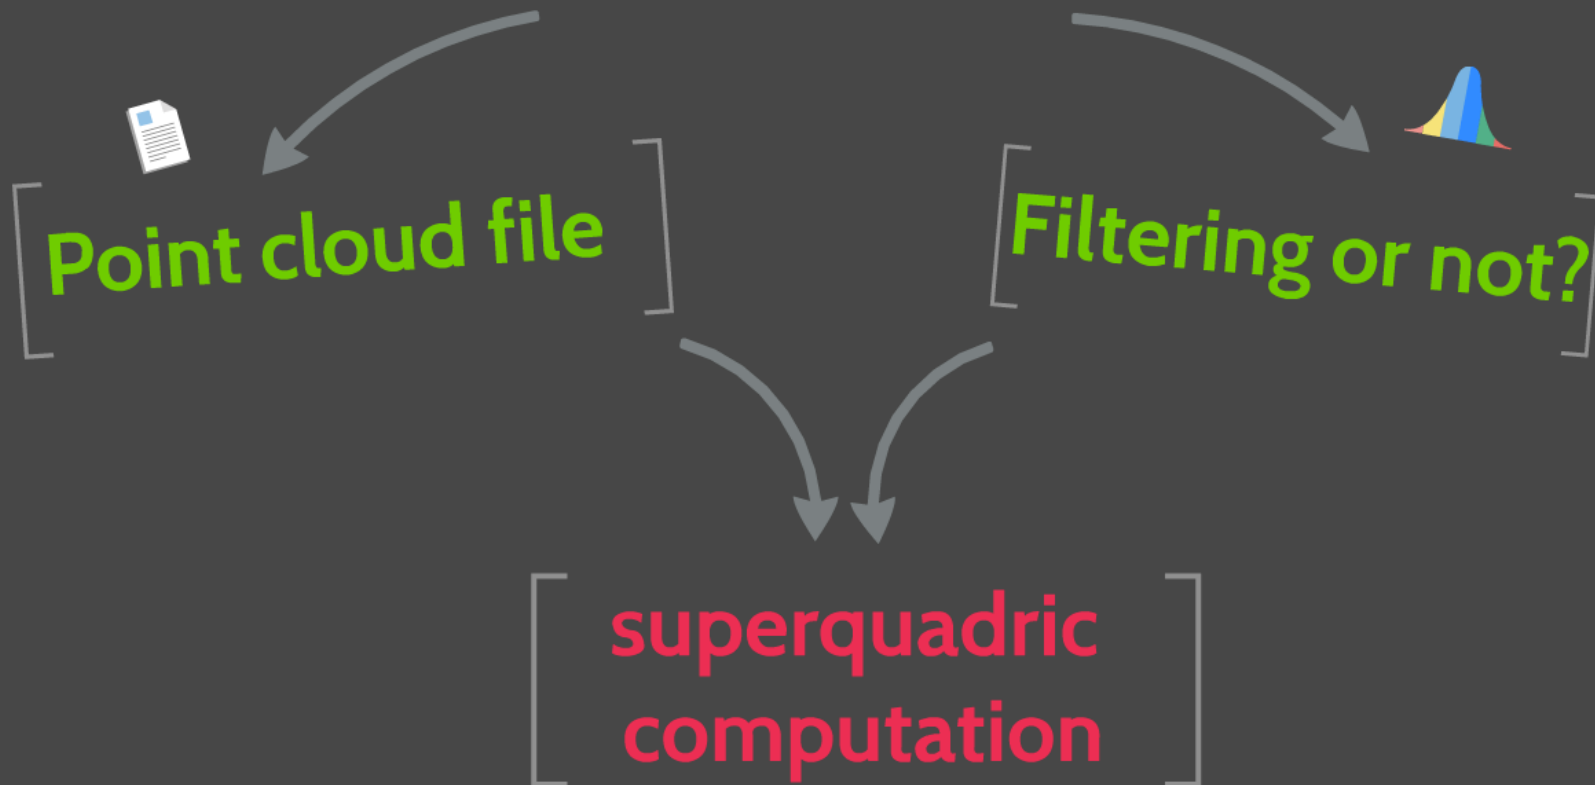 Point cloud file
Filtering or not?
superquadric
computation